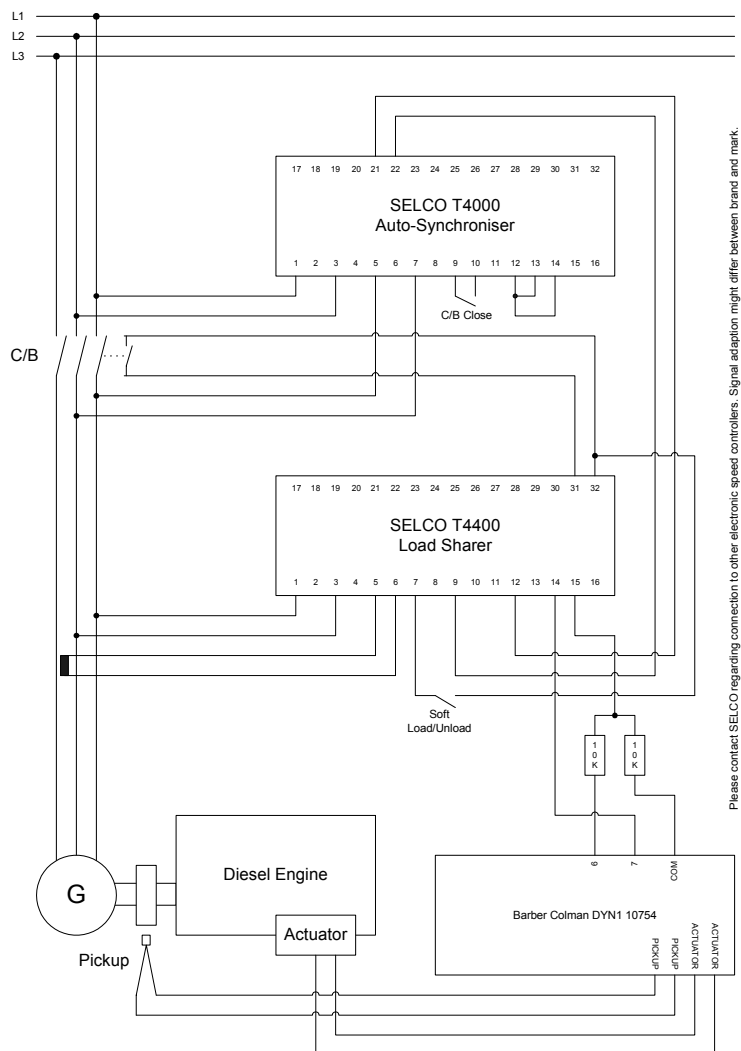 L1
L2
L3
17 18 19 20 21 22 23 24 25 26 27 28 29 30 31 32
SELCO T4000
Auto-Synchroniser
1 2 3 4 5 6 7 8 9 10 11 12 13 14 15 16
C/B Close
C/B
17 18 19 20 21 22 23 24 25 26 27 28 29 30 31 32
SELCO T4400
Load Sharer
1 2 3 4 5 6 7 8 9 10 11 12 13 14 15 16
Soft
Load/Unload
10K
10K
Diesel Engine
G
Actuator
Pickup
6 7 COM
Barber Colman DYN1 10754
PICKUP
PICKUP
ACTUATOR
ACTUATOR
Please contact SELCO regarding connection to other electronic speed controllers. Signal adaption might differ between brand and mark.